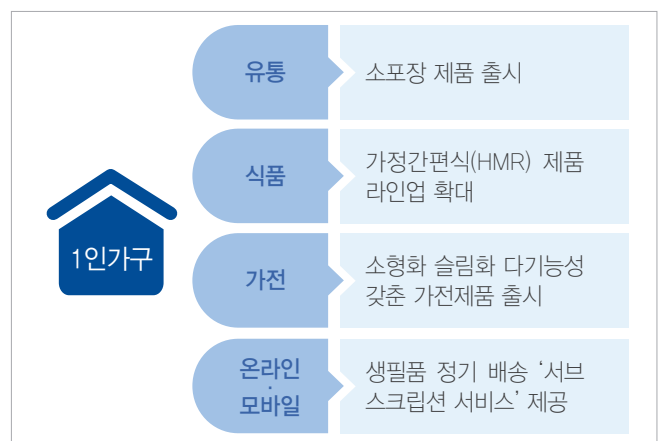 유통
소포장 제품 출시
식품
가정간편식(HMR) 제품
라인업 확대
1인가구
가전
소형화 슬림화 다기능성
갖춘 가전제품 출시
온라인
·
모바일
생필품 정기 배송 ‘서브
스크립션 서비스’ 제공